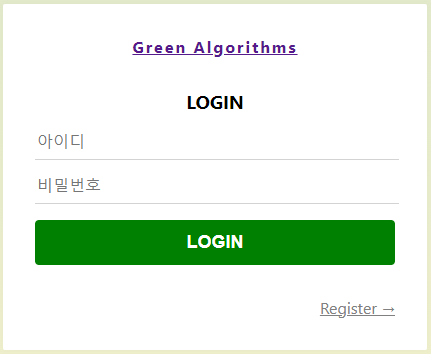 Green Algorithms
LOGIN
아이디
비밀번호
LOGIN
Register →